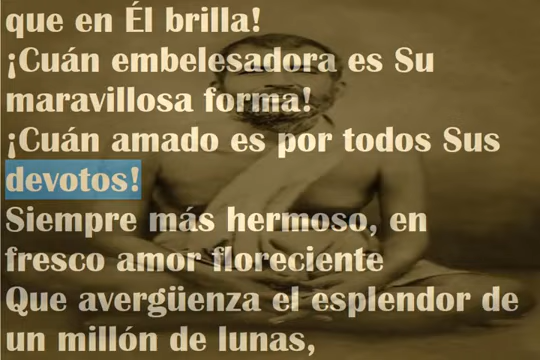 que en Él brilla!
¡Cuán embelesadora es Su
maravillosa forma!
¡Cuán amado es por todos Sus
devotos!
Siempre más hermoso, en
fresco amor floreciente
Que avergüenza el esplendor de
un millón de lunas,